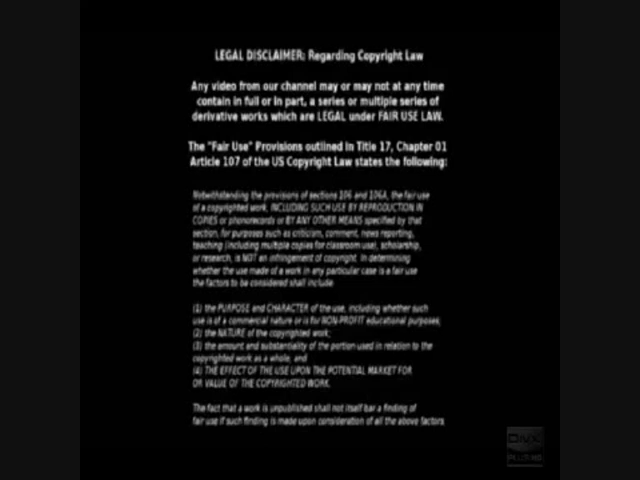 LEGAL DISCLAIMER: Regarding Copyright Law
Any video from our channel may or may not at any time
contain in full or in part, a series or multiple series of
derivative works which are LEGAL under FAIR USE LAW.
The "Fair Use" Provisions outlined in Title 17, Chapter 01
Article 107 of the US Copyright Law states the following:
Notwithstanding the provisions of sections 106 and 106A, the fair use
of a copyrighted work, INCLUDING SUCH USE BY REPRODUCTION IN
COPIES or phonorecords or BY ANY OTHER MEANS specified by that
section, for purposes such as criticism, comment, news reporting,
teaching (including multiple copies for classroom use), scholarship,
or research, is NOT an infringement of copyright. In determining
whether the use made of a work in any particular case is a fair use
the factors to be considered shall include
(1) the PURPOSE and CHARACTER of the use, including whether such
use is of a commercial nature or is for NON-PROFIT educational purposes;
(2) the NATURE of the copyrighted work;
(3) the amount and substantiality of the portion used in relation to the
copyrighted work as a whole; and
(4) THE EFFECT OF THE USE UPON THE POTENTIAL MARKET FOR
OR VALUE OF THE COPYRIGHTED WORK.
The fact that a work is unpublished shall not itself bar a finding of
fair use if such finding is made upon consideration of all the above factors
DIVX